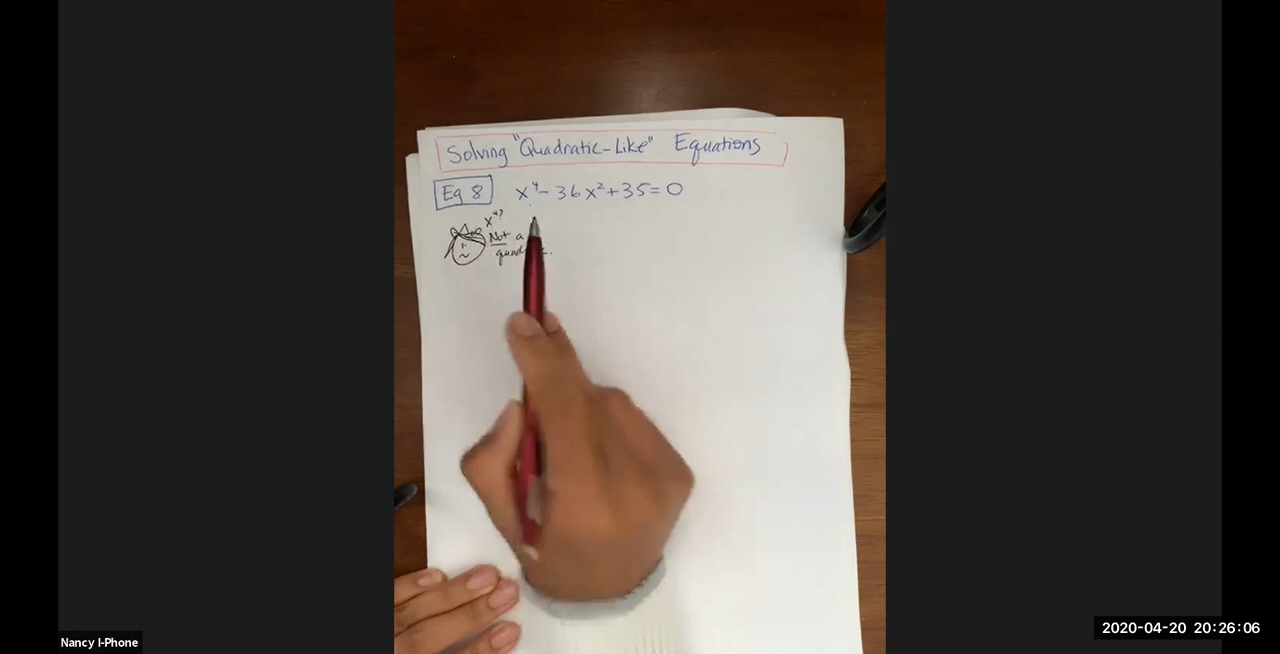 Solving "Quadratic-Like" Equations
Eq 8 x⁴ - 36x² + 35 = 0
x⁴?
Not a
Nancy I-Phone
2020-04-20 20:26:06